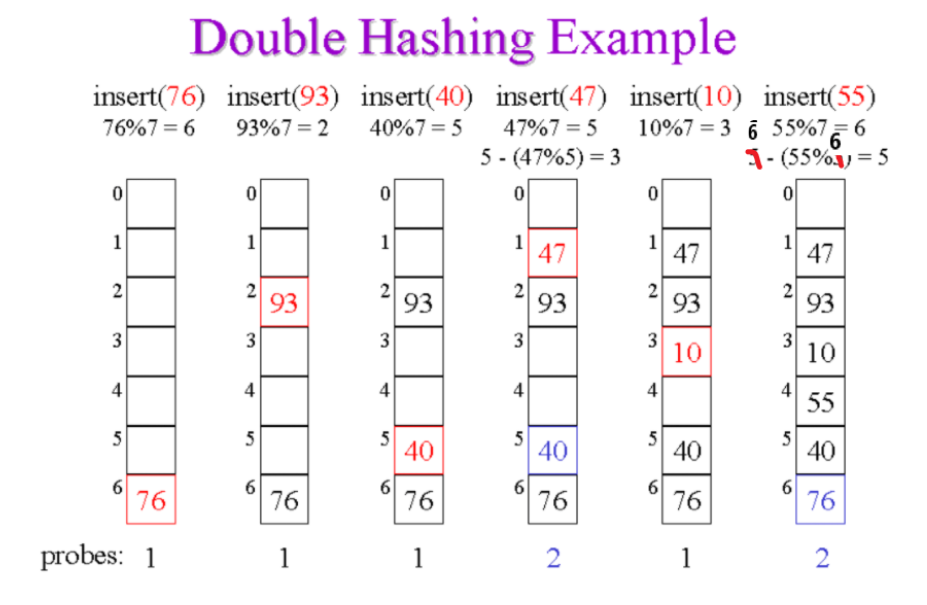 Double Hashing Example
insert(76) insert(93) insert(40) insert(47) insert(10) insert(55)
76%7 = 6 93%7 = 2 40%7 = 5 47%7 = 5 10%7 = 3 6 55%7 = 6
6
5 - (47%5) = 3 5 - (55%5) = 5
0 0 0 0 0 0
1 1 1 1 47 1 47 1 47
2 2 93 2 93 2 93 2 93 2 93
3 3 3 3 3 10 3 10
4 4 4 4 4 4 55
5 5 5 40 5 40 5 40 5 40
6 76 6 76 6 76 6 76 6 76 6 76
probes: 1 1 1 2 1 2